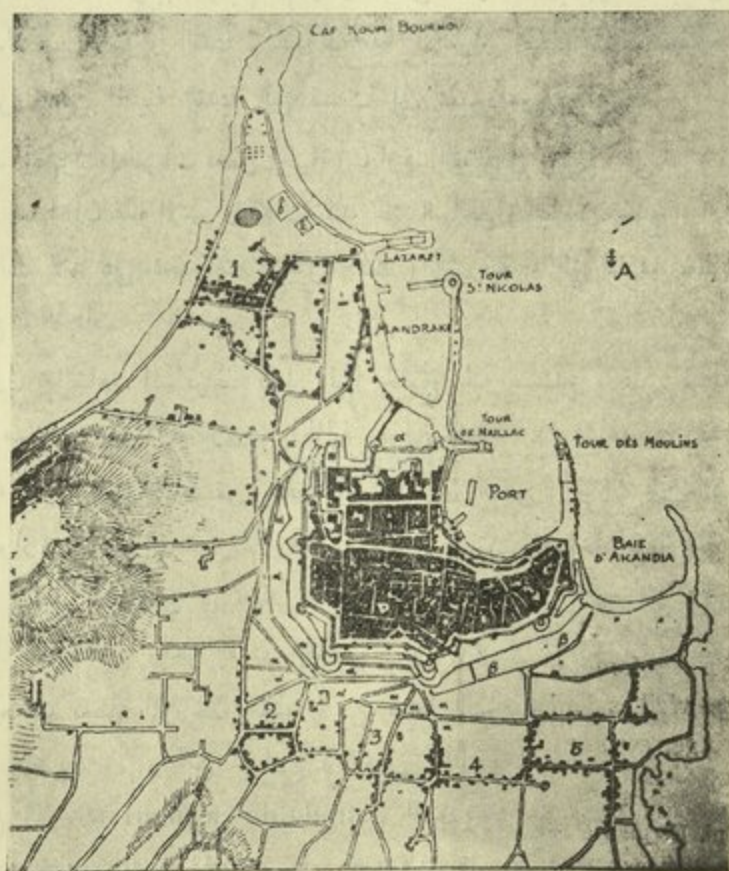 CAP KOUM BOURNOU
LAZARET
TOUR
S^T NICOLAS
A
1
MANDRAKI
TOUR
DE NAILLAC
α
TOUR DES MOULINS
PORT
BAIE
D'AKANDIA
β
β
2
3
4
5